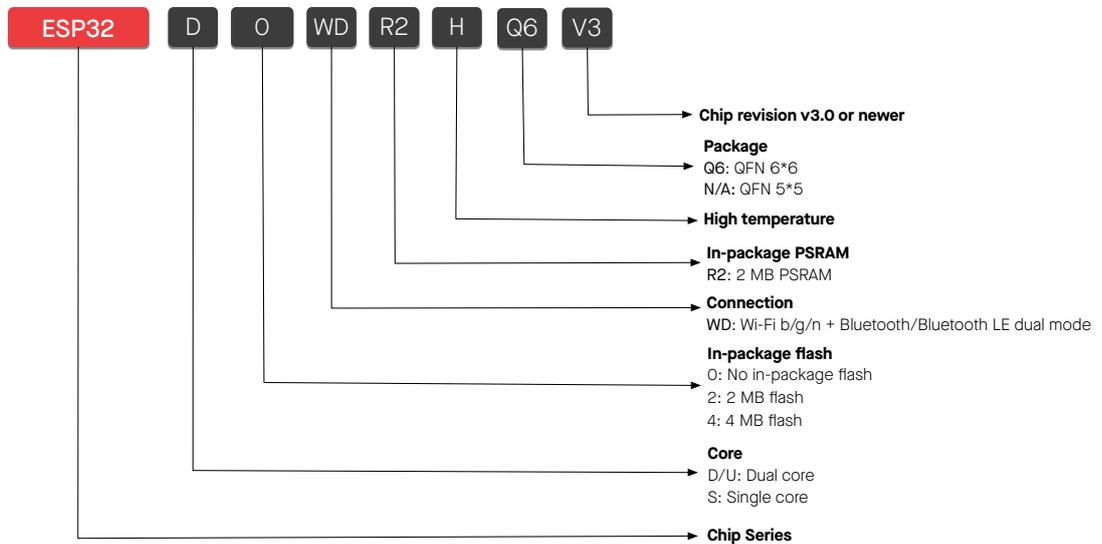 ESP32 D 0 WD R2 H Q6 V3
Chip revision v3.0 or newer
Package
Q6: QFN 6*6
N/A: QFN 5*5
High temperature
In-package PSRAM
R2: 2 MB PSRAM
Connection
WD: Wi-Fi b/g/n + Bluetooth/Bluetooth LE dual mode
In-package flash
0: No in-package flash
2: 2 MB flash
4: 4 MB flash
Core
D/U: Dual core
S: Single core
Chip Series